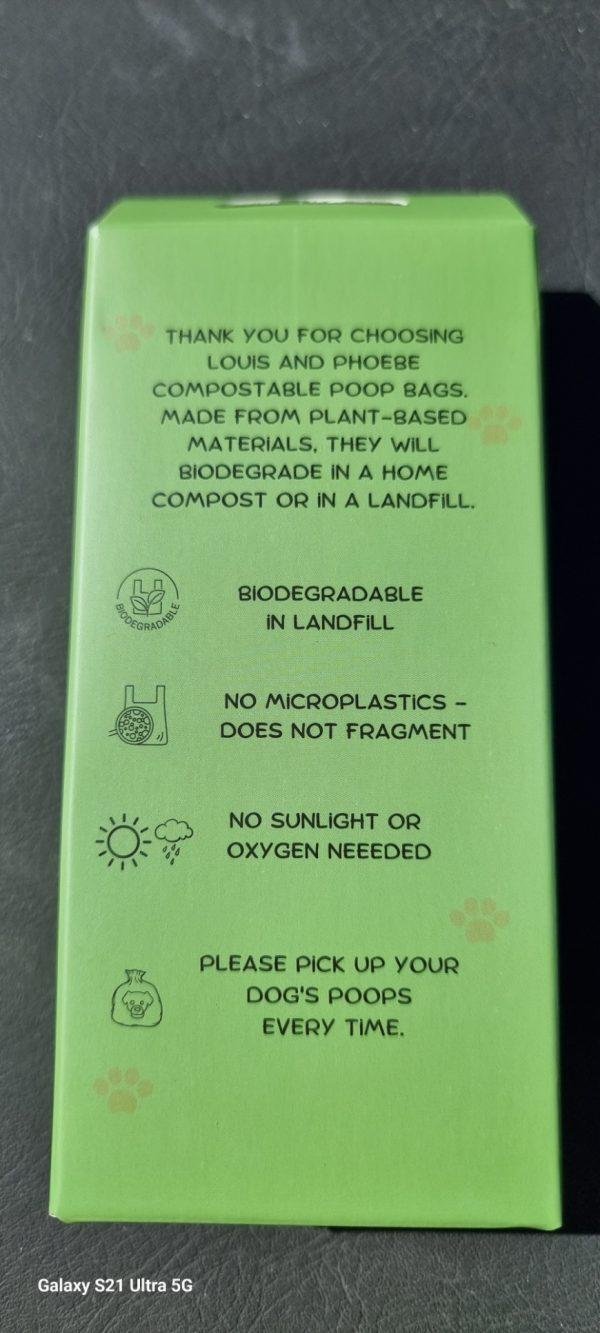 THANK YOU FOR CHOOSING
LOUIS AND PHOEBE
COMPOSTABLE POOP BAGS.
MADE FROM PLANT-BASED
MATERIALS, THEY WILL
BIODEGRADE IN A HOME
COMPOST OR IN A LANDFILL.
BIODEGRADABLE
BIODEGRADABLE
IN LANDFILL
NO MICROPLASTICS –
DOES NOT FRAGMENT
NO SUNLIGHT OR
OXYGEN NEEEDED
PLEASE PICK UP YOUR
DOG'S POOPS
EVERY TIME.
Galaxy S21 Ultra 5G